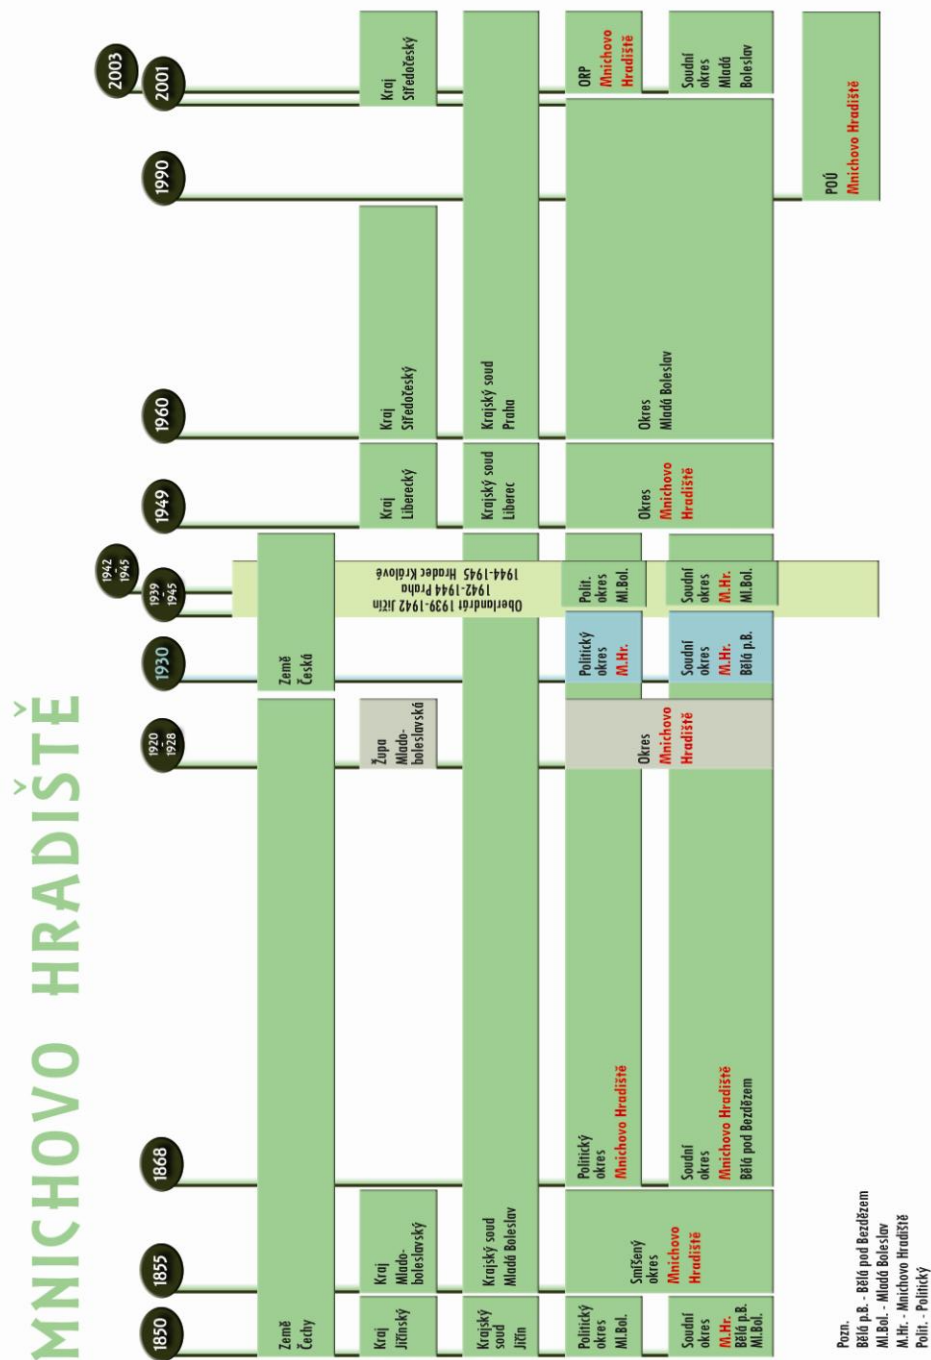 MNICHOVO HRADIŠTĚ
1850
1855
1868
1920
-
1928
1930
1939
-
1945
1942
-
1945
1949
1960
1990
2001
2003
Země
Čechy
Země
Česká
Kraj
Jičínský
Kraj
Mlado-
boleslavský
Župa
Mlado-
boleslavská
Kraj
Liberecký
Kraj
Středočeský
Kraj
Středočeský
Krajský
soud
Jičín
Krajský soud
Mladá Boleslav
Krajský soud
Liberec
Krajský soud
Praha
Oberlandrát 1939-1942 Jičín
1942-1944 Praha
1944-1945 Hradec Králové
Politický
okres
Ml.Bol.
Smíšený
okres
Mnichovo
Hradiště
Politický
okres
Mnichovo Hradiště
Okres
Mnichovo
Hradiště
Politický
okres
M.Hr.
Polit.
okres
Ml.Bol.
Okres
Mnichovo
Hradiště
Okres
Mladá Boleslav
ORP
Mnichovo
Hradiště
Soudní
okres
M.Hr.
Bělá p.B.
Ml.Bol.
Soudní
okres
Mnichovo Hradiště
Bělá pod Bezdězem
Soudní
okres
M.Hr.
Bělá p.B.
Soudní
okres
M.Hr.
Ml.Bol.
Soudní
okres
Mladá
Boleslav
POÚ
Mnichovo Hradiště
Pozn.
Bělá p.B. - Bělá pod Bezdězem
Ml.Bol. - Mladá Boleslav
M.Hr. - Mnichovo Hradiště
Polit. - Politický